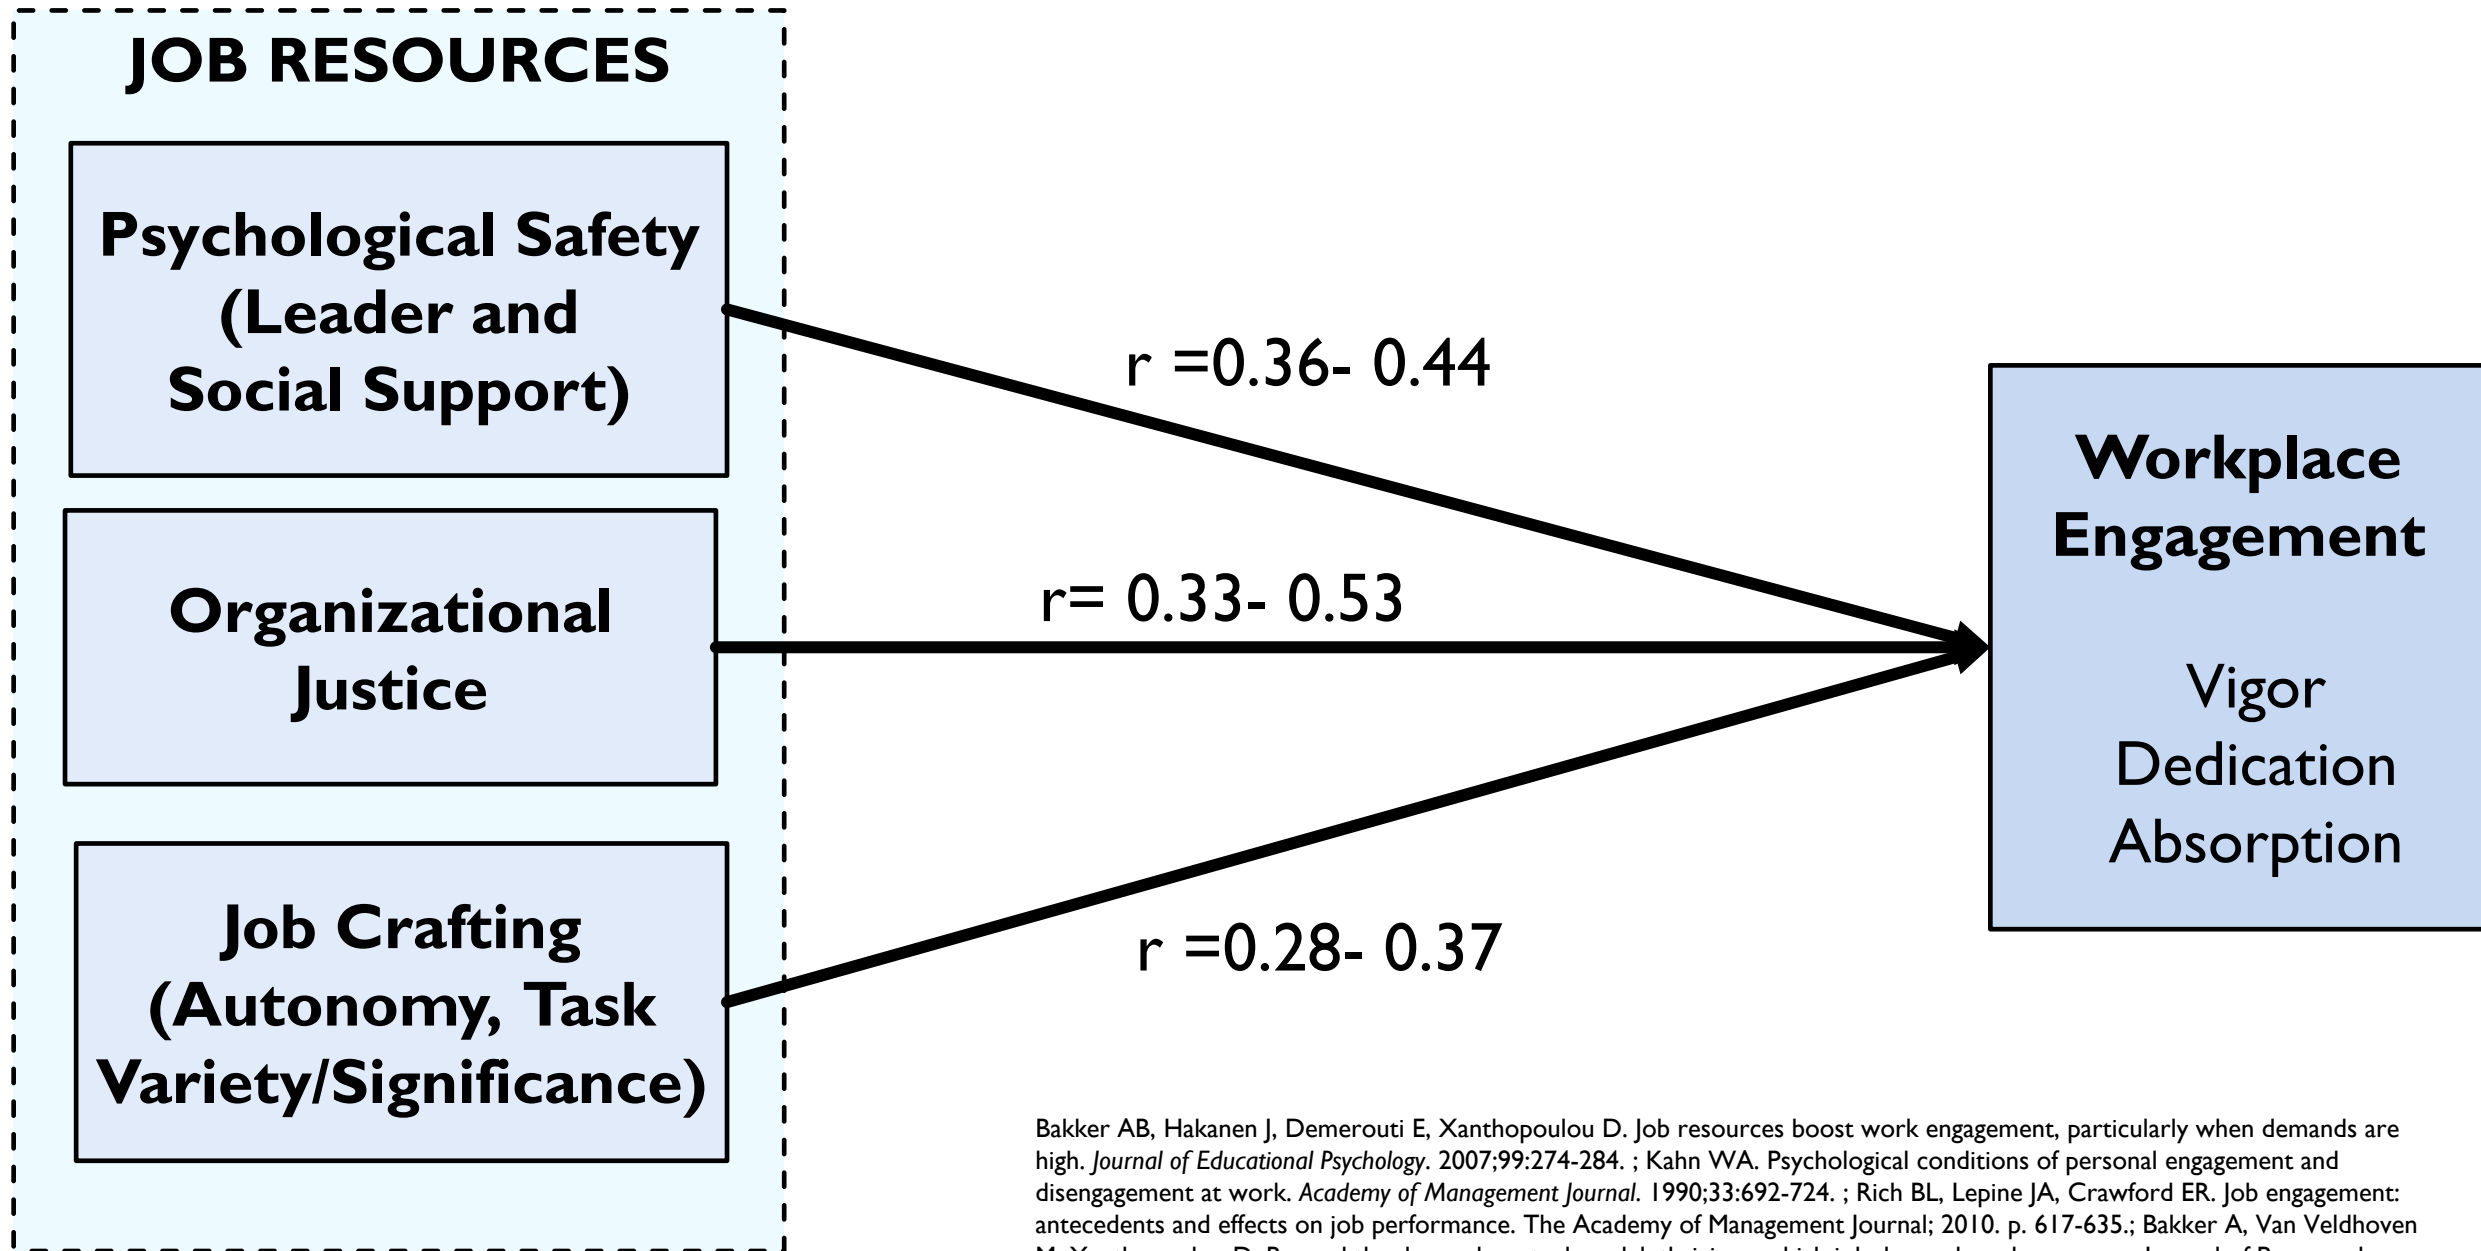 JOB RESOURCES
Psychological Safety
(Leader and
Social Support)
Organizational
Justice
Job Crafting
(Autonomy, Task
Variety/Significance)
r =0.36- 0.44
r= 0.33- 0.53
r =0.28- 0.37
Workplace
Engagement
Vigor
Dedication
Absorption
Bakker AB, Hakanen J, Demerouti E, Xanthopoulou D. Job resources boost work engagement, particularly when demands are
high. Journal of Educational Psychology. 2007;99:274-284. ; Kahn WA. Psychological conditions of personal engagement and
disengagement at work. Academy of Management Journal. 1990;33:692-724. ; Rich BL, Lepine JA, Crawford ER. Job engagement:
antecedents and effects on job performance. The Academy of Management Journal; 2010. p. 617-635.; Bakker A, Van Veldhoven